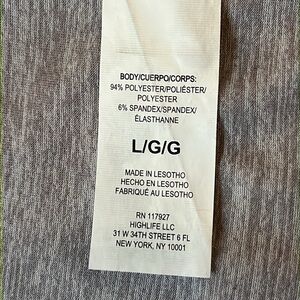 BODY/CUERPO/CORPS:
94% POLYESTER/POLIÉSTER/
POLYESTER
6% SPANDEX/SPANDEX/
ÉLASTHANNE
L/G/G
MADE IN LESOTHO
HECHO EN LESOTHO
FABRIQUÉ AU LESOTHO
RN 117927
HIGHLIFE LLC
31 W 34TH STREET 6 FL
NEW YORK, NY 10001